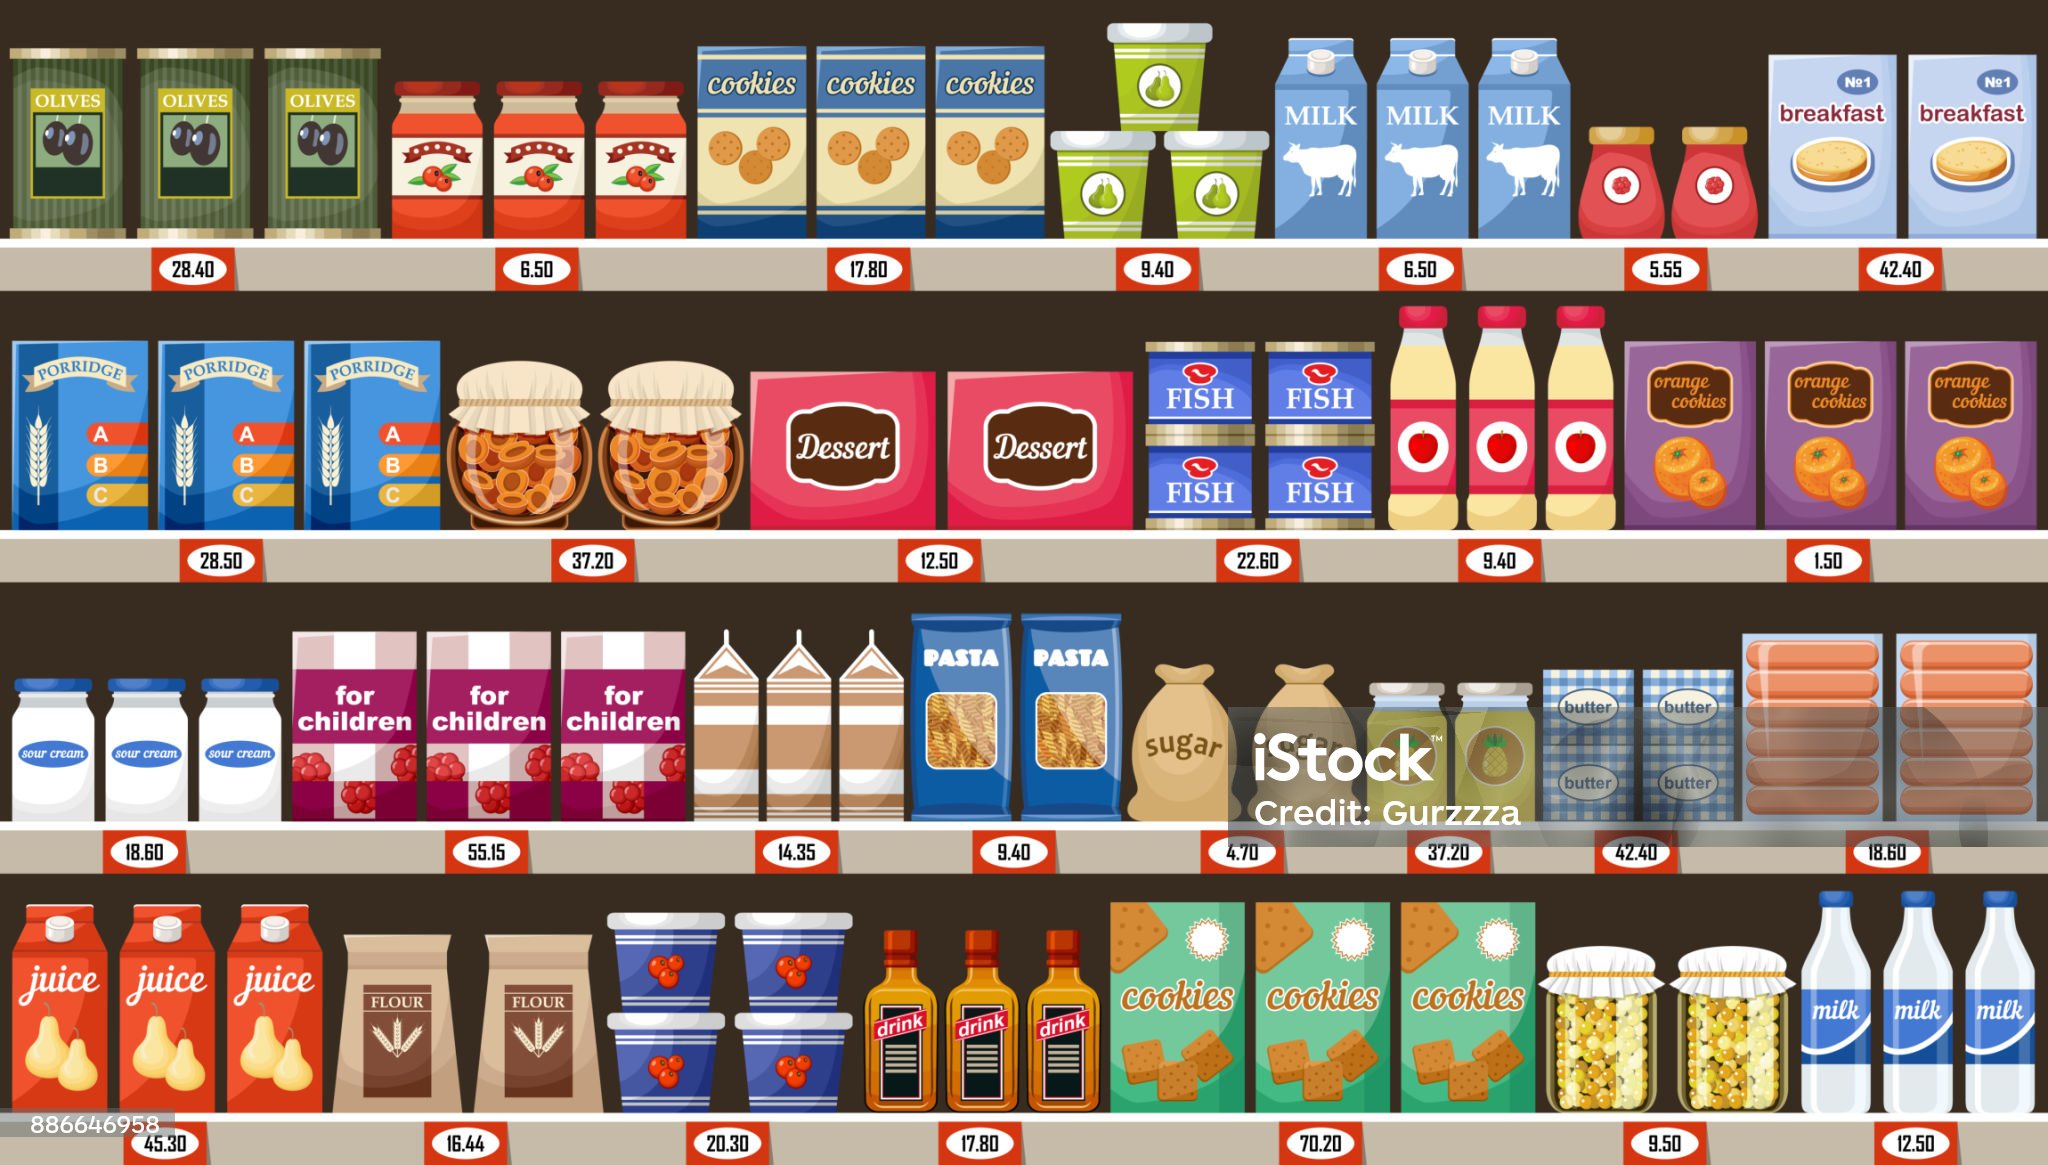 OLIVES OLIVES OLIVES
cookies cookies cookies
MILK MILK MILK
№1 №1
breakfast breakfast
28.40 6.50 17.80 9.40 6.50 5.55 42.40
PORRIDGE PORRIDGE PORRIDGE
A A A
B B B
C C C
Dessert Dessert
FISH FISH
FISH FISH
orange orange orange
cookies cookies cookies
28.50 37.20 12.50 22.60 9.40 1.50
sour cream sour cream sour cream
for for for
children children children
PASTA PASTA
sugar sugar
butter butter
butter butter
iStock™
Credit: Gurzzza
18.60 55.15 14.35 9.40 4.70 37.20 42.40 18.60
juice juice juice
FLOUR FLOUR
drink drink drink
cookies cookies cookies
milk milk milk
886646958
45.30 16.44 20.30 17.80 70.20 9.50 12.50